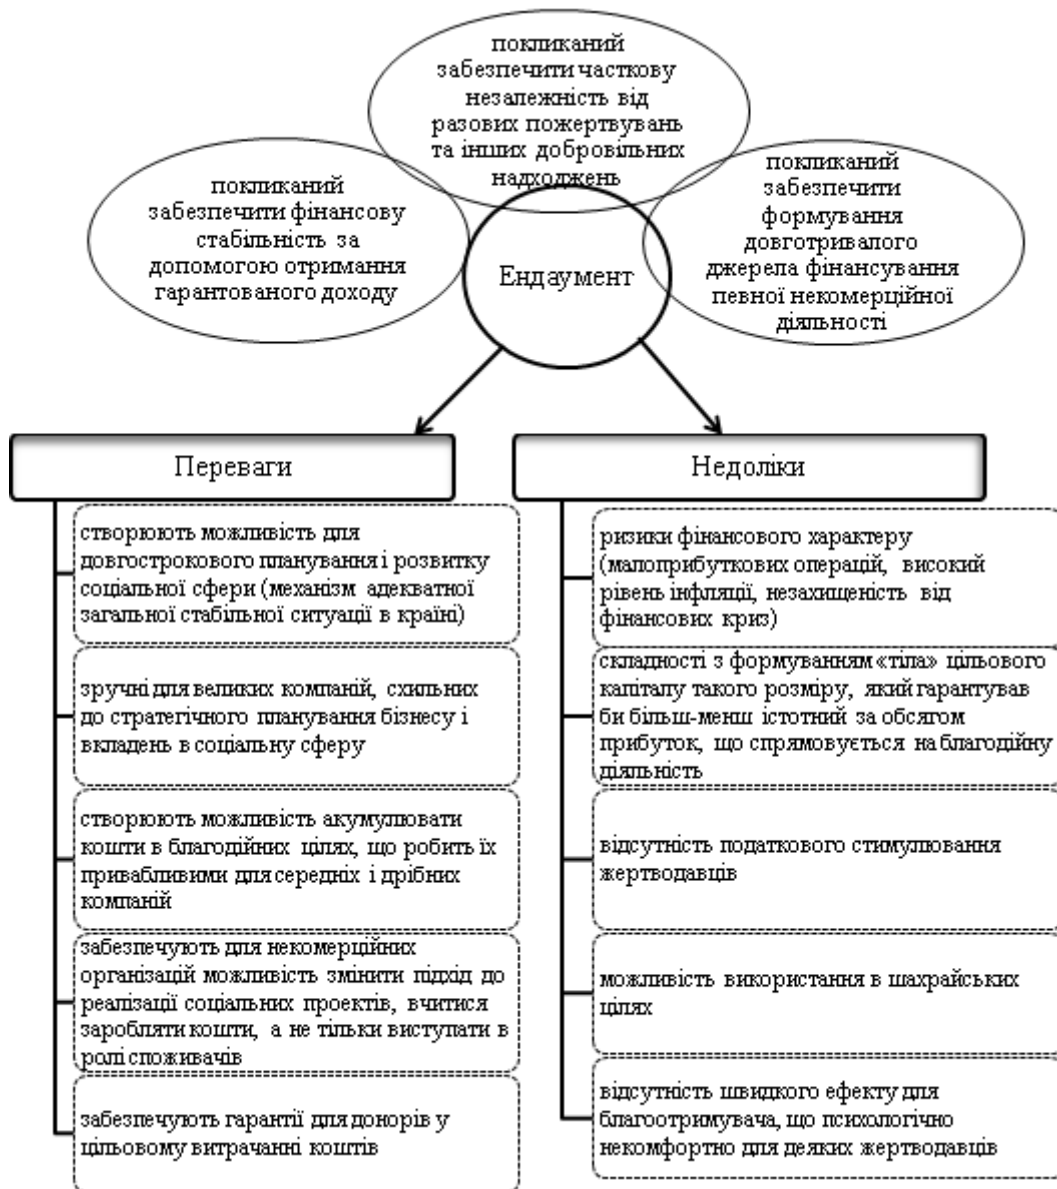 покликаний
забезпечити часткову
незалежність від
разових пожертвувань
та інших добровільних
надходжень
покликаний
забезпечити фінансову
стабільність за
допомогою отримання
гарантованого доходу
покликаний
забезпечити
формування
довготривалого
джерела фінансування
певної некомерційної
діяльності
Ендаумент
Переваги
створюють можливість для
довгострокового планування і розвитку
соціальної сфери (механізм адекватної
загальної стабільної ситуації в країні)
зручні для великих компаній, схильних
до стратегічного планування бізнесу і
вкладень в соціальну сферу
створюють можливість акумулювати
кошти в благодійних цілях, що робить їх
привабливими для середніх і дрібних
компаній
забезпечують для некомерційних
організацій можливість змінити підхід до
реалізації соціальних проектів, вчитися
заробляти кошти, а не тільки виступати в
ролі споживачів
забезпечують гарантії для донорів у
цільовому витрачанні коштів
Недоліки
ризики фінансового характеру
(малоприбуткових операцій, високий
рівень інфляції, незахищеність від
фінансових криз)
складності з формуванням «тіла» цільового
капіталу такого розміру, який гарантував
би більш-менш істотний за обсягом
прибуток, що спрямовується на благодійну
діяльність
відсутність податкового стимулювання
жертводавців
можливість використання в шахрайських
цілях
відсутність швидкого ефекту для
благоотримувача, що психологічно
некомфортно для деяких жертводавців